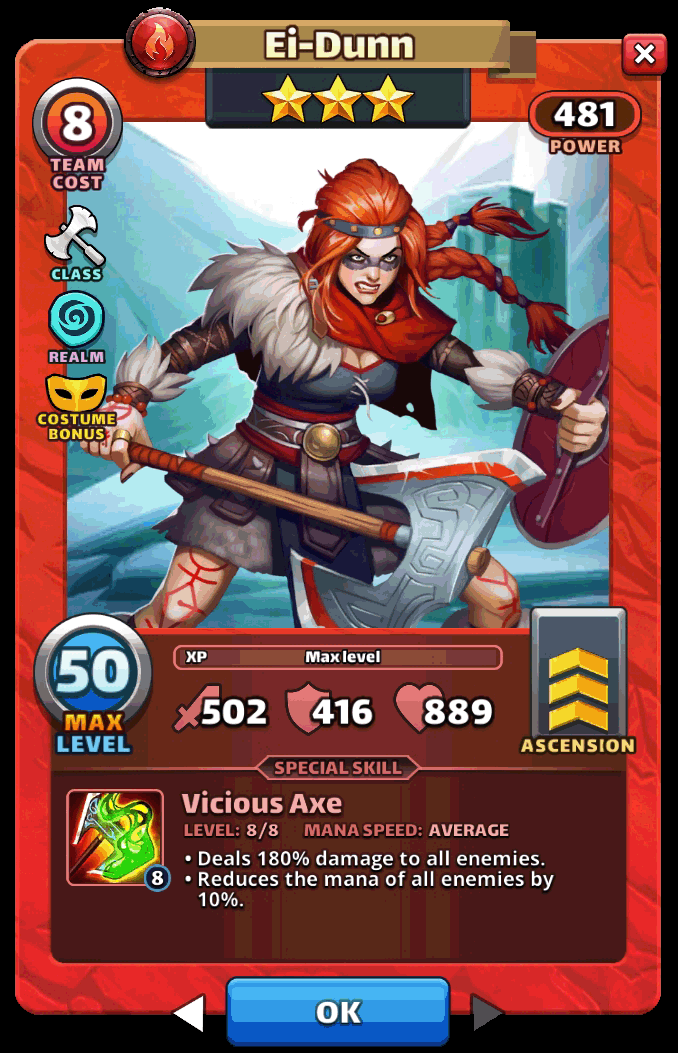 Ei-Dunn
8
TEAM
COST
481
POWER
CLASS
REALM
COSTUME
BONUS
50
MAX
LEVEL
XP Max level
502 416 889
ASCENSION
SPECIAL SKILL
Vicious Axe
LEVEL: 8/8 MANA SPEED: AVERAGE
8
• Deals 180% damage to all enemies.
• Reduces the mana of all enemies by
10%.
OK